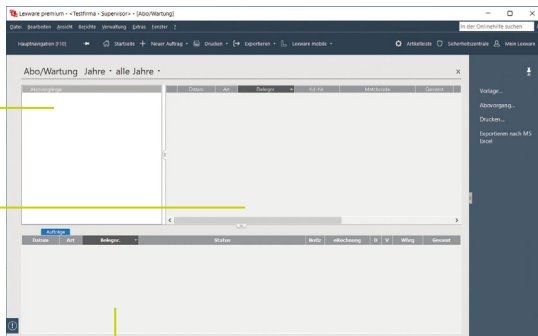 Lexware premium - «Testfirma - Supervisor» - [Abo/Wartung]
Datei Bearbeiten Ansicht Berichte Verwaltung Extras Fenster ?
In der Onlinehilfe suchen
Hauptnavigation (F10) Startseite + Neuer Auftrag Drucken Exportieren Lexware mobile Artikelliste Sicherheitszentrale Mein Lexware
Abo/Wartung Jahre alle Jahre x
Abovorgänge Datum Art Belegnr. Kd.-Nr. Matchcode Gesamt
Vorlage...
Abovorgang...
Drucken...
Exportieren nach MS
Excel
Aufträge
Datum Art Belegnr. Status Notiz eRechnung D V Whrg Gesamt